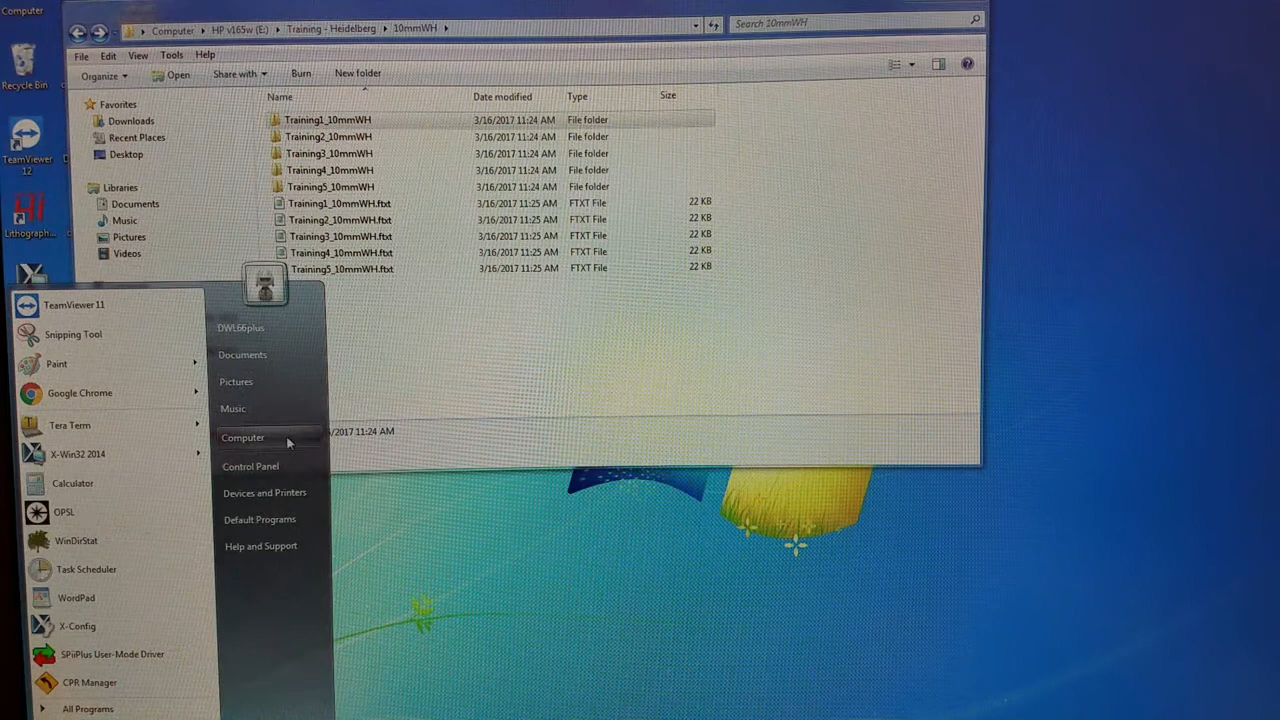 Computer
Computer HP v165w (E:) Training - Heidelberg 10mmWH
Search 10mmWH
File Edit View Tools Help
Organize Open Share with Burn New folder
Recycle Bin
Favorites
Downloads
Recent Places
Desktop
Libraries
Documents
Music
Pictures
Videos
TeamViewer
12
Lithograph...
Name Date modified Type Size
Training1_10mmWH 3/16/2017 11:24 AM File folder
Training2_10mmWH 3/16/2017 11:24 AM File folder
Training3_10mmWH 3/16/2017 11:24 AM File folder
Training4_10mmWH 3/16/2017 11:24 AM File folder
Training5_10mmWH 3/16/2017 11:24 AM File folder
Training1_10mmWH.ftxt 3/16/2017 11:25 AM FTXT File 22 KB
Training2_10mmWH.ftxt 3/16/2017 11:25 AM FTXT File 22 KB
Training3_10mmWH.ftxt 3/16/2017 11:25 AM FTXT File 22 KB
Training4_10mmWH.ftxt 3/16/2017 11:25 AM FTXT File 22 KB
Training5_10mmWH.ftxt 3/16/2017 11:25 AM FTXT File 22 KB
/2017 11:24 AM
TeamViewer 11
Snipping Tool
Paint
Google Chrome
Tera Term
X-Win32 2014
Calculator
OPSL
WinDirStat
Task Scheduler
WordPad
X-Config
SPiiPlus User-Mode Driver
CPR Manager
All Programs
DWL66plus
Documents
Pictures
Music
Computer
Control Panel
Devices and Printers
Default Programs
Help and Support